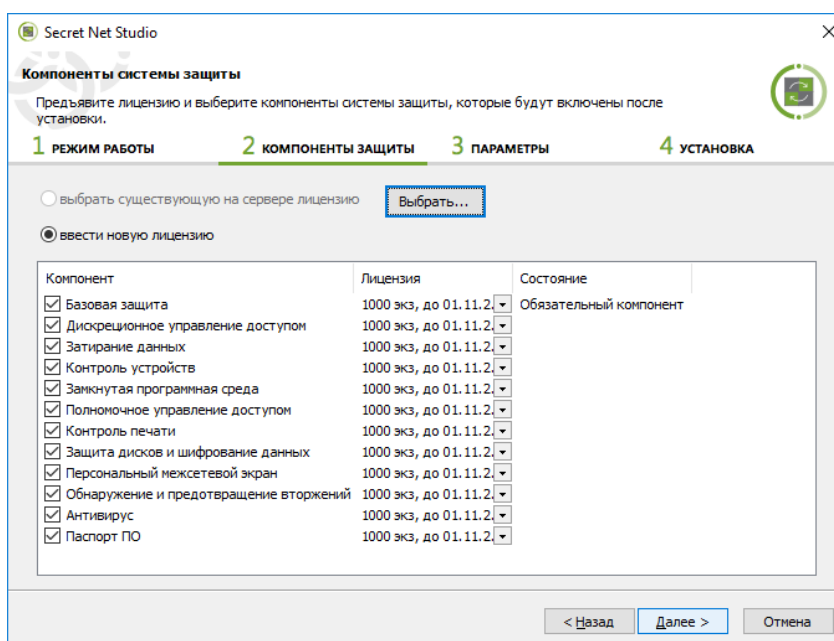 Secret Net Studio
Компоненты системы защиты
Предъявите лицензию и выберите компоненты системы защиты, которые будут включены после
установки.
1 РЕЖИМ РАБОТЫ 2 КОМПОНЕНТЫ ЗАЩИТЫ 3 ПАРАМЕТРЫ 4 УСТАНОВКА
выбрать существующую на сервере лицензию Выбрать...
ввести новую лицензию
Компонент Лицензия Состояние
Базовая защита 1000 экз, до 01.11.2. Обязательный компонент
Дискреционное управление доступом 1000 экз, до 01.11.2.
Затирание данных 1000 экз, до 01.11.2.
Контроль устройств 1000 экз, до 01.11.2.
Замкнутая программная среда 1000 экз, до 01.11.2.
Полномочное управление доступом 1000 экз, до 01.11.2.
Контроль печати 1000 экз, до 01.11.2.
Защита дисков и шифрование данных 1000 экз, до 01.11.2.
Персональный межсетевой экран 1000 экз, до 01.11.2.
Обнаружение и предотвращение вторжений 1000 экз, до 01.11.2.
Антивирус 1000 экз, до 01.11.2.
Паспорт ПО 1000 экз, до 01.11.2.
< Назад Далее > Отмена